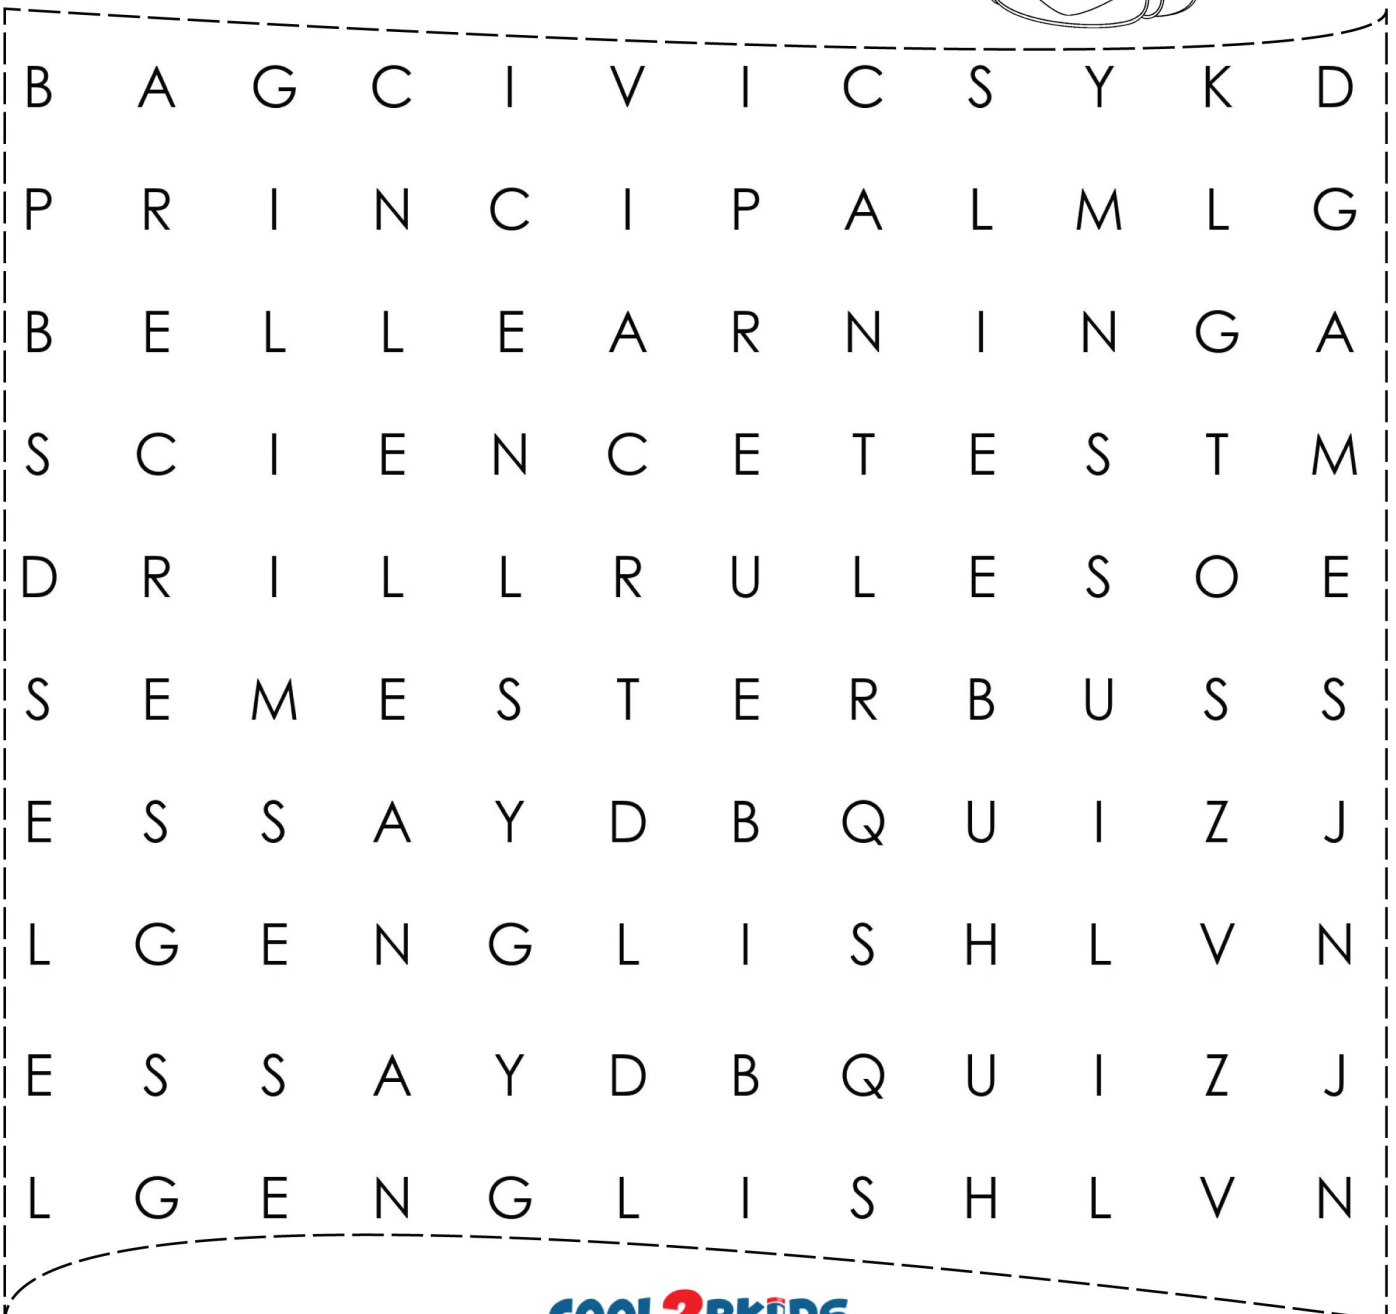 B A G C I V I C S Y K D
P R I N C I P A L M L G
B E L L E A R N I N G A
S C I E N C E T E S T M
D R I L L R U L E S O E
S E M E S T E R B U S S
E S S A Y D B Q U I Z J
L G E N G L I S H L V N
E S S A Y D B Q U I Z J
L G E N G L I S H L V N